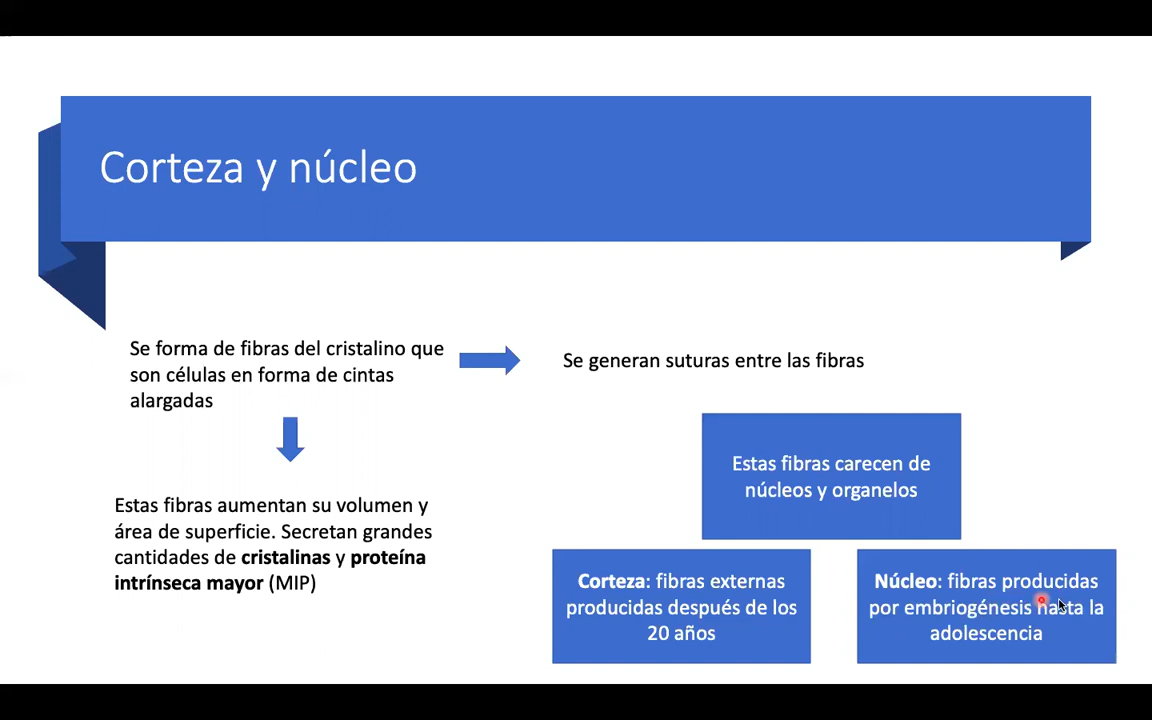 Corteza y núcleo
Se forma de fibras del cristalino que
son células en forma de cintas
alargadas
Se generan suturas entre las fibras
Estas fibras aumentan su volumen y
área de superficie. Secretan grandes
cantidades de cristalinas y proteína
intrínseca mayor (MIP)
Estas fibras carecen de
núcleos y organelos
Corteza: fibras externas
producidas después de los
20 años
Núcleo: fibras producidas
por embriogénesis hasta la
adolescencia